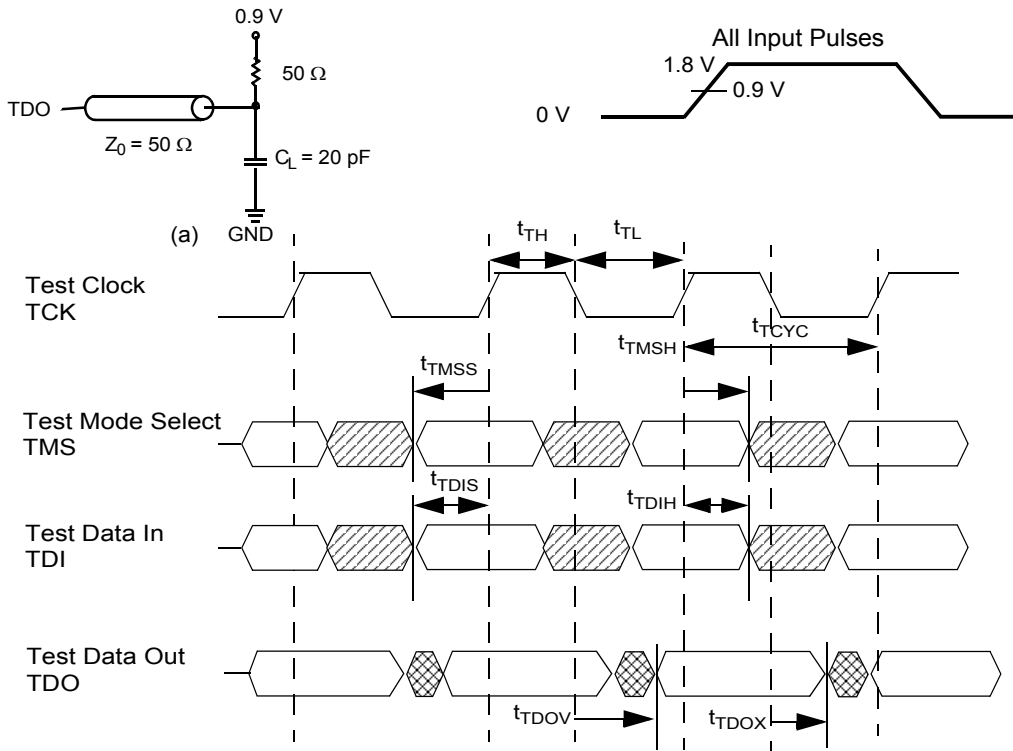 0.9 V
50 Ω
TDO
Z0 = 50 Ω
CL = 20 pF
(a)
GND
All Input Pulses
1.8 V
0.9 V
0 V
tTH
tTL
Test Clock
TCK
tTCYC
tTMSH
tTMSS
Test Mode Select
TMS
tTDIS
tTDIH
Test Data In
TDI
Test Data Out
TDO
tTDOV
tTDOX